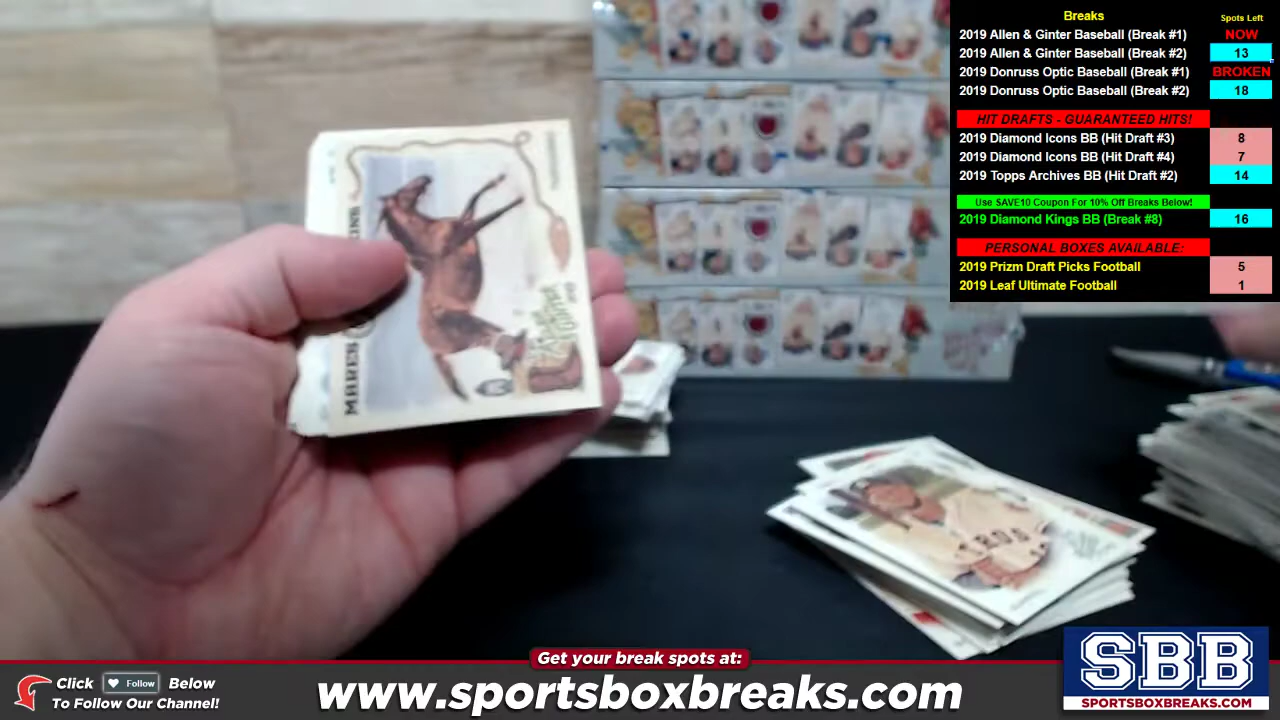 Breaks
Spots Left
2019 Allen & Ginter Baseball (Break #1)
NOW
2019 Allen & Ginter Baseball (Break #2)
13
2019 Donruss Optic Baseball (Break #1)
BROKEN
2019 Donruss Optic Baseball (Break #2)
18
HIT DRAFTS - GUARANTEED HITS!
2019 Diamond Icons BB (Hit Draft #3)
8
2019 Diamond Icons BB (Hit Draft #4)
7
2019 Topps Archives BB (Hit Draft #2)
14
Use SAVE10 Coupon For 10% Off Breaks Below!
2019 Diamond Kings BB (Break #8)
16
PERSONAL BOXES AVAILABLE:
2019 Prizm Draft Picks Football
5
2019 Leaf Ultimate Football
1
MARES
Get your break spots at:
Click Follow Below
To Follow Our Channel!
www.sportsboxbreaks.com
SBB
SPORTSBOXBREAKS.COM